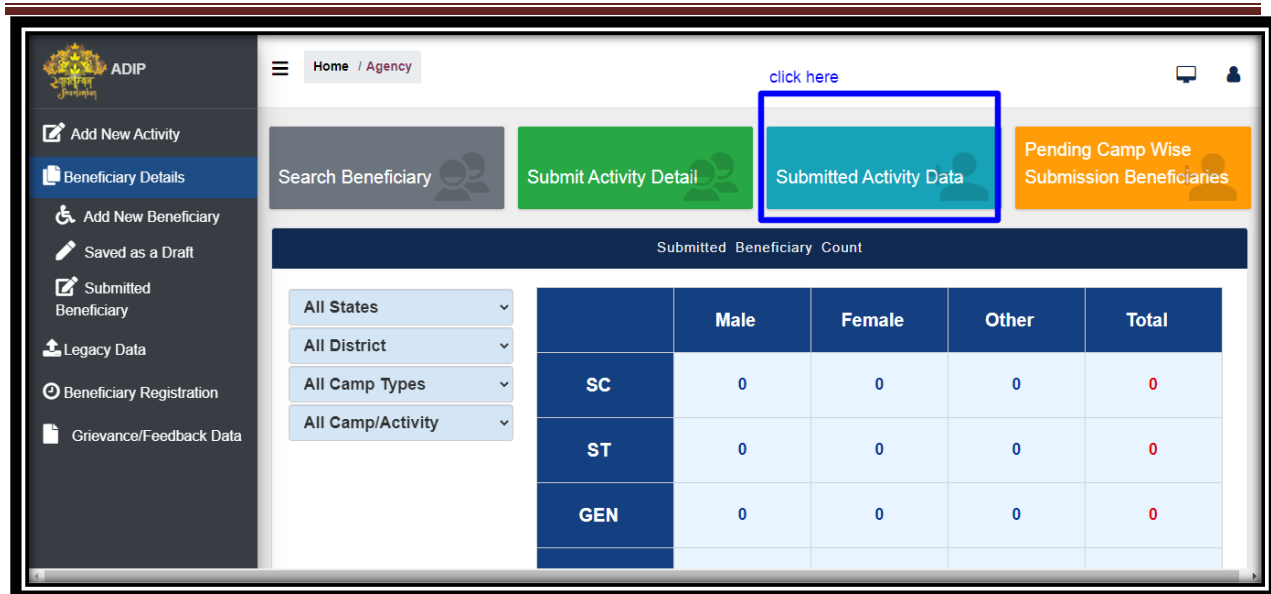 ADIP
Swavlamban
Home / Agency
click here
Add New Activity
Beneficiary Details
Add New Beneficiary
Saved as a Draft
Submitted
Beneficiary
Legacy Data
Beneficiary Registration
Grievance/Feedback Data
Search Beneficiary
Submit Activity Detail
Submitted Activity Data
Pending Camp Wise
Submission Beneficiaries
Submitted Beneficiary Count
All States
All District
All Camp Types
All Camp/Activity
Male Female Other Total
SC 0 0 0 0
ST 0 0 0 0
GEN 0 0 0 0